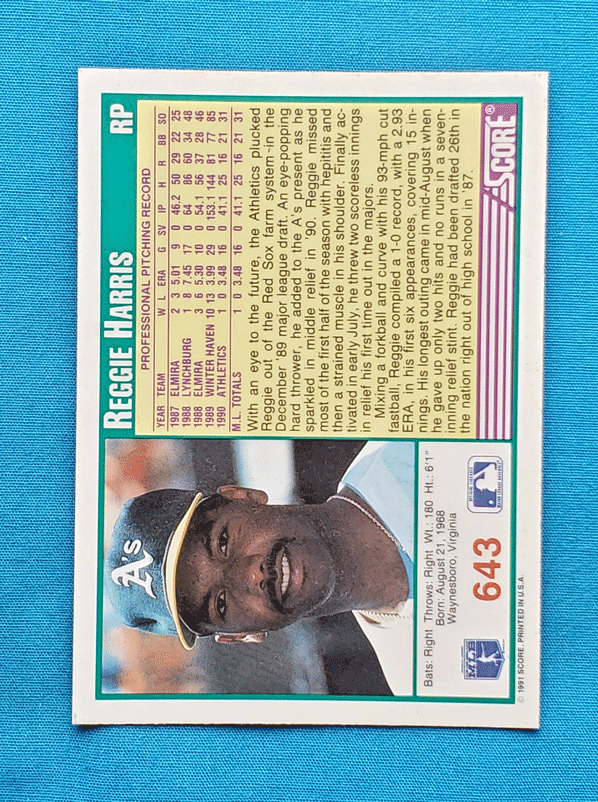 REGGIE HARRIS RP
PROFESSIONAL PITCHING RECORD
YEAR TEAM W L ERA G SV IP H R BB SO
1987 ELMIRA 2 3 5.01 9 0 46.2 50 29 22 25
1988 LYNCHBURG 1 8 7.45 17 0 64 86 60 34 48
1988 ELMIRA 3 6 5.30 10 0 54.1 56 37 28 46
1989 WINTER HAVEN 10 13 3.99 29 0 153.1 144 81 77 85
1990 ATHLETICS 1 0 3.48 16 0 41.1 25 16 21 31
M.L. TOTALS 1 0 3.48 16 0 41.1 25 16 21 31
With an eye to the future, the Athletics plucked
Reggie out of the Red Sox farm system in the
December '89 major league draft. An eye-popping
hard thrower, he added to the A's present as he
sparkled in middle relief in '90. Reggie missed
most of the first half of the season with hepititis and
then a strained muscle in his shoulder. Finally ac-
tivated in early July, he threw two scoreless innings
in relief his first time out in the majors.
Mixing a forkball and curve with his 93-mph cut
fastball, Reggie compiled a 1-0 record, with a 2.93
ERA, in his first six appearances, covering 15 in-
nings. His longest outing came in mid-August when
he gave up only two hits and no runs in a seven-
inning relief stint. Reggie had been drafted 26th in
the nation right out of high school in '87.
SCORE®
A's
Bats: Right Throws: Right Wt.: 180 Ht.: 6'1"
Born: August 21, 1968
Waynesboro, Virginia
643
© 1991 SCORE, PRINTED IN U.S.A.